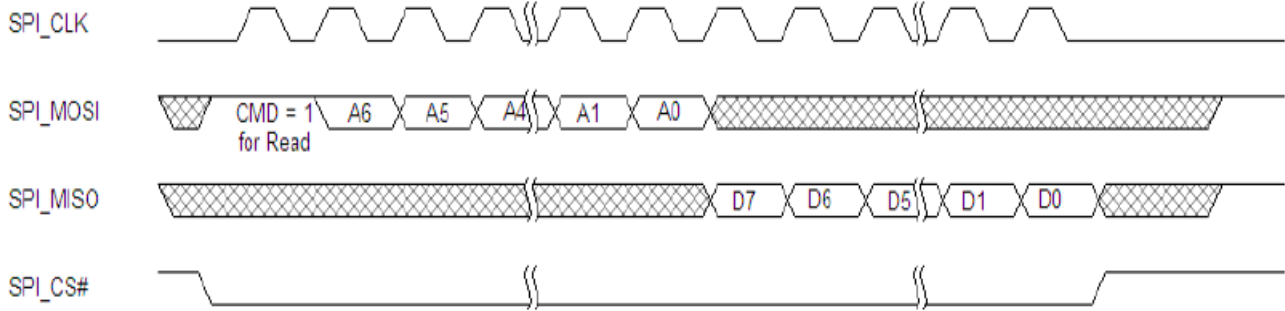 SPI_CLK
SPI_MOSI CMD = 1 A6 A5 A4 A1 A0
for Read
SPI_MISO D7 D6 D5 D1 D0
SPI_CS#